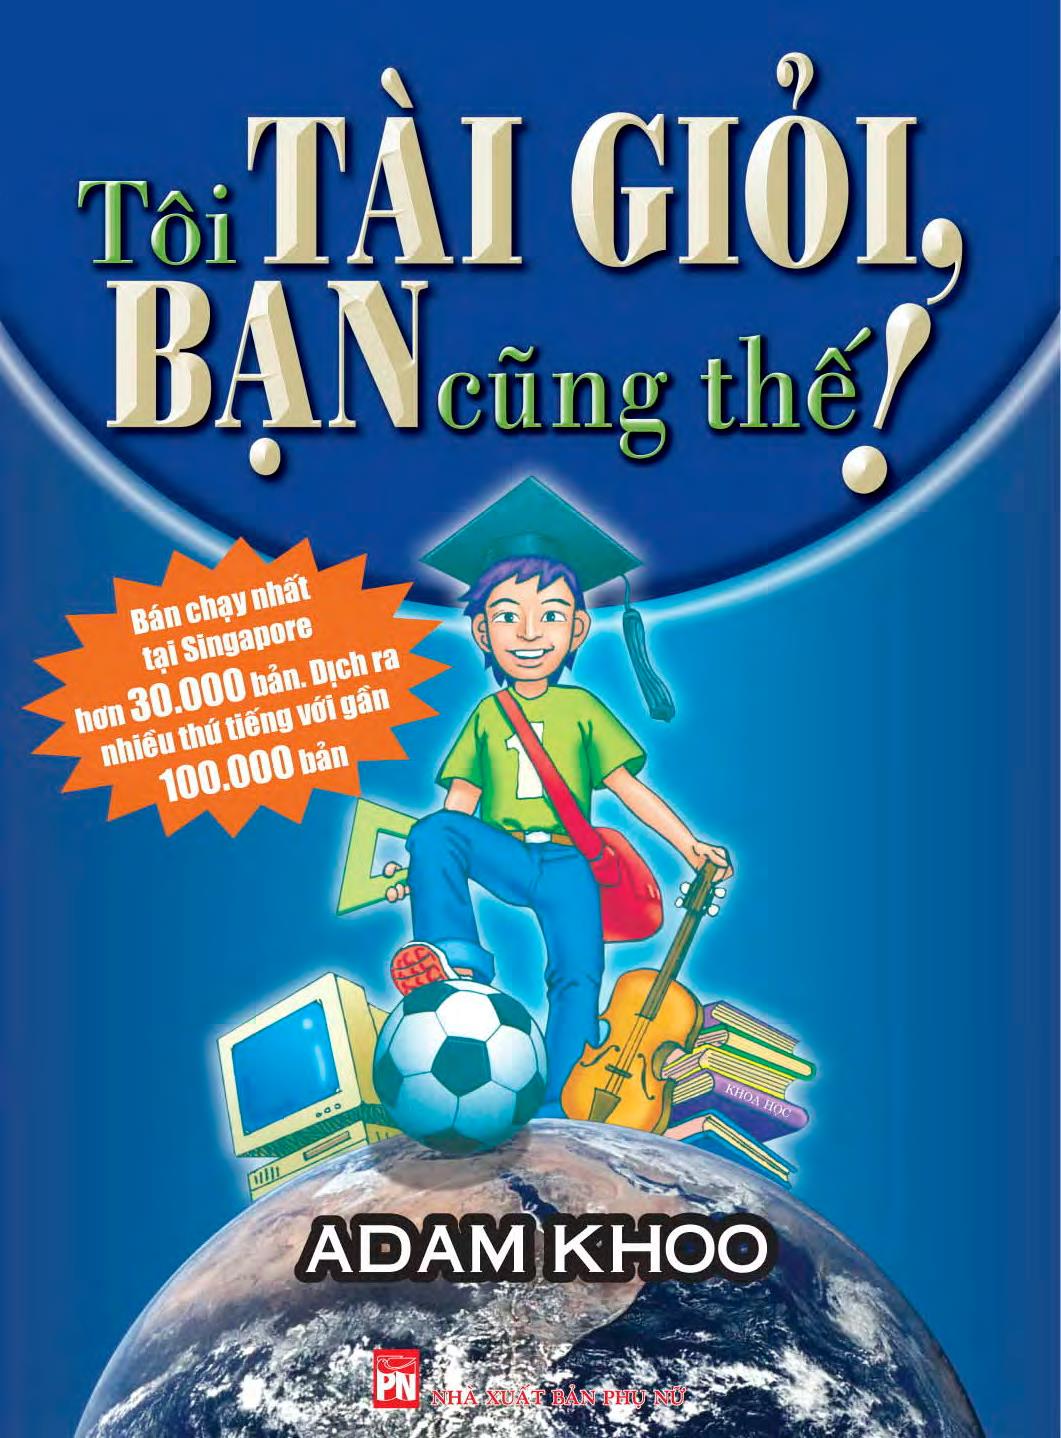 Tôi TÀI GIỎI,
BẠN cũng thế!
Bán chạy nhất
tại Singapore
hơn 30.000 bản. Dịch ra
nhiều thứ tiếng với gần
100.000 bản
1
KHOA HỌC
ADAM KHOO
PN
NHÀ XUẤT BẢN PHỤ NỮ